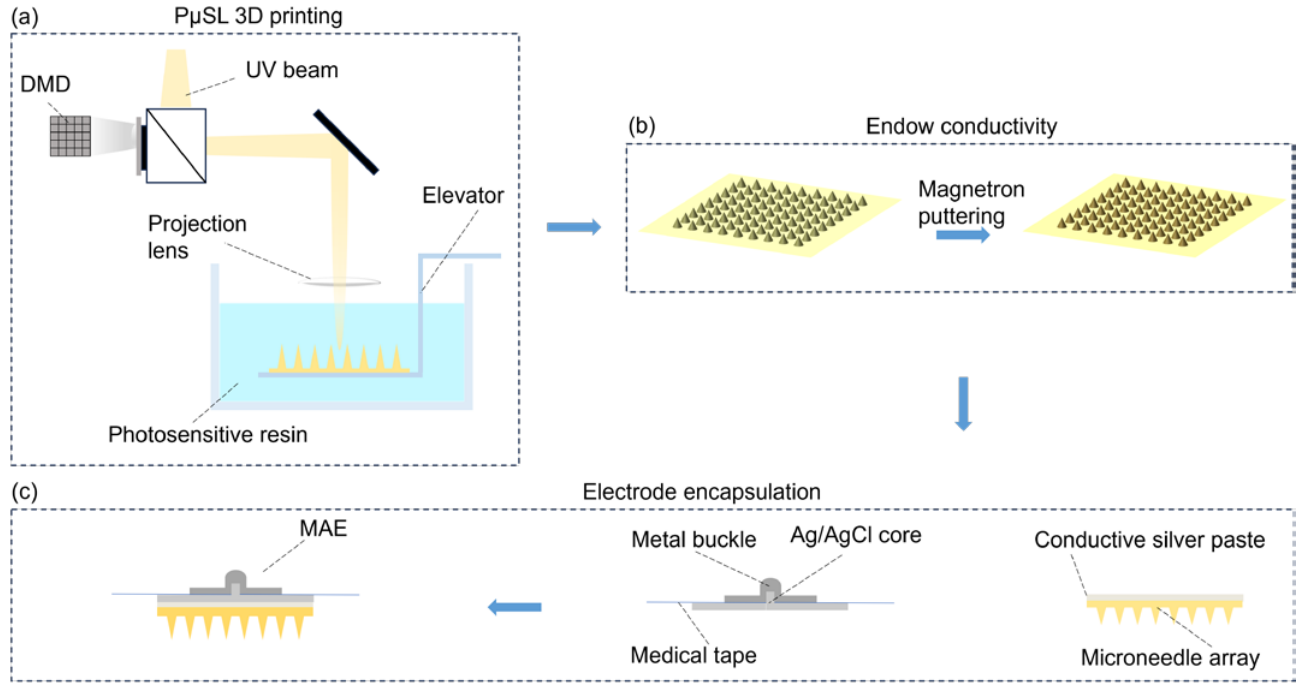 (a)
PμSL 3D printing
DMD
UV beam
Elevator
Projection
lens
Photosensitive resin
(b)
Endow conductivity
Magnetron
puttering
(c)
Electrode encapsulation
MAE
Metal buckle
Ag/AgCl core
Conductive silver paste
Medical tape
Microneedle array